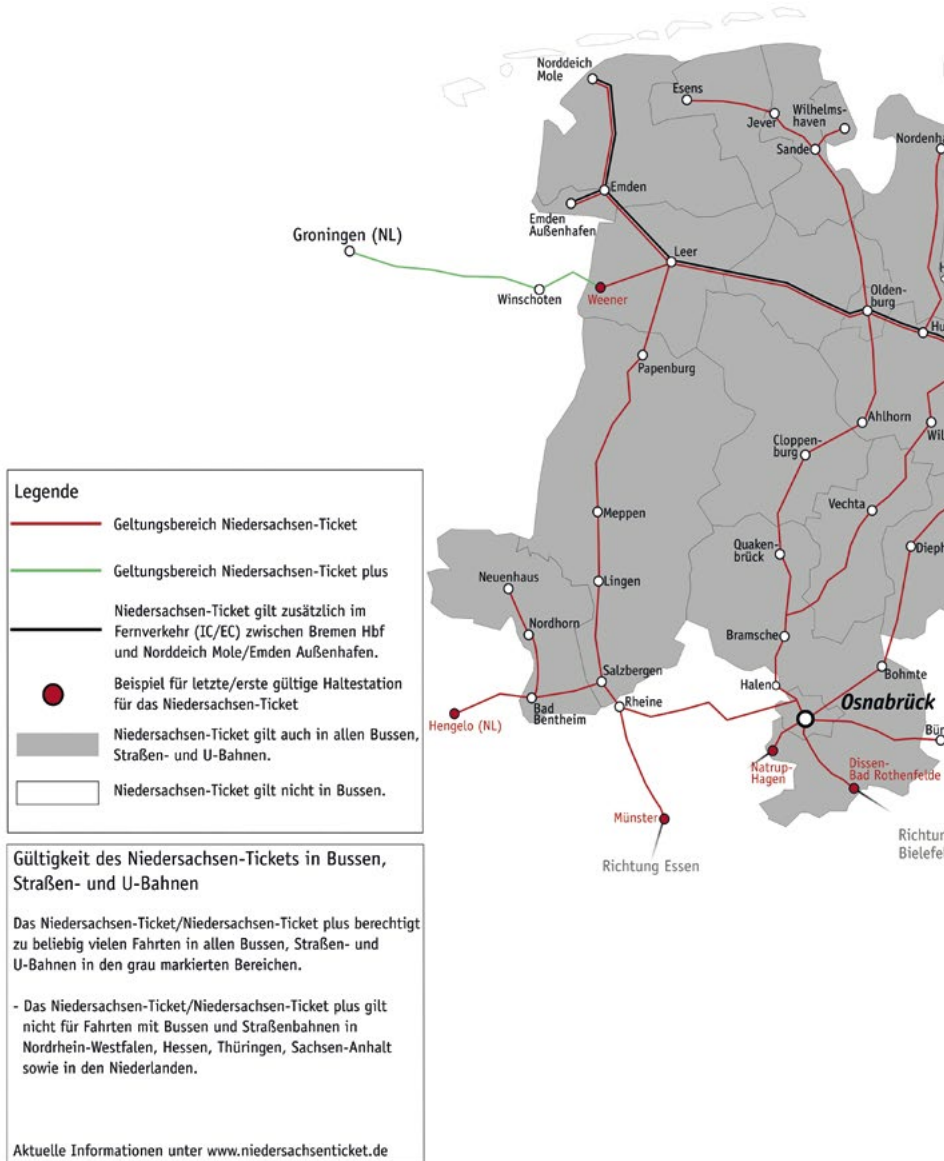 Norddeich
Mole
Esens
Jever
Wilhelms-
haven
Sande
Emden
Emden
Außenhafen
Groningen (NL)
Winschoten
Weener
Leer
Olden-
burg
Papenburg
Ahlhorn
Cloppen-
burg
Meppen
Vechta
Quaken-
brück
Neuenhaus
Lingen
Nordhorn
Bramsche
Salzbergen
Halen
Bohmte
Hengelo (NL)
Bad
Bentheim
Rheine
Osnabrück
Natrup-
Hagen
Dissen-
Bad Rothenfelde
Münster
Richtung Essen
Legende
Geltungsbereich Niedersachsen-Ticket
Geltungsbereich Niedersachsen-Ticket plus
Niedersachsen-Ticket gilt zusätzlich im
Fernverkehr (IC/EC) zwischen Bremen Hbf
und Norddeich Mole/Emden Außenhafen.
Beispiel für letzte/erste gültige Haltestation
für das Niedersachsen-Ticket
Niedersachsen-Ticket gilt auch in allen Bussen,
Straßen- und U-Bahnen.
Niedersachsen-Ticket gilt nicht in Bussen.
Gültigkeit des Niedersachsen-Tickets in Bussen,
Straßen- und U-Bahnen
Das Niedersachsen-Ticket/Niedersachsen-Ticket plus berechtigt
zu beliebig vielen Fahrten in allen Bussen, Straßen- und
U-Bahnen in den grau markierten Bereichen.
- Das Niedersachsen-Ticket/Niedersachsen-Ticket plus gilt
nicht für Fahrten mit Bussen und Straßenbahnen in
Nordrhein-Westfalen, Hessen, Thüringen, Sachsen-Anhalt
sowie in den Niederlanden.
Aktuelle Informationen unter www.niedersachsenticket.de